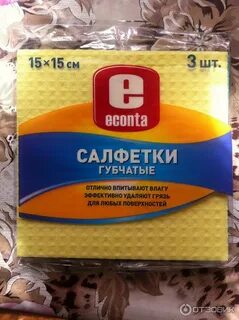 15×15 см 3 шт.
e
econta
САЛФЕТКИ
ГУБЧАТЫЕ
ОТЛИЧНО ВПИТЫВАЮТ ВЛАГУ
ЭФФЕКТИВНО УДАЛЯЮТ ГРЯЗЬ
ДЛЯ ЛЮБЫХ ПОВЕРХНОСТЕЙ
ОТЗОВИК